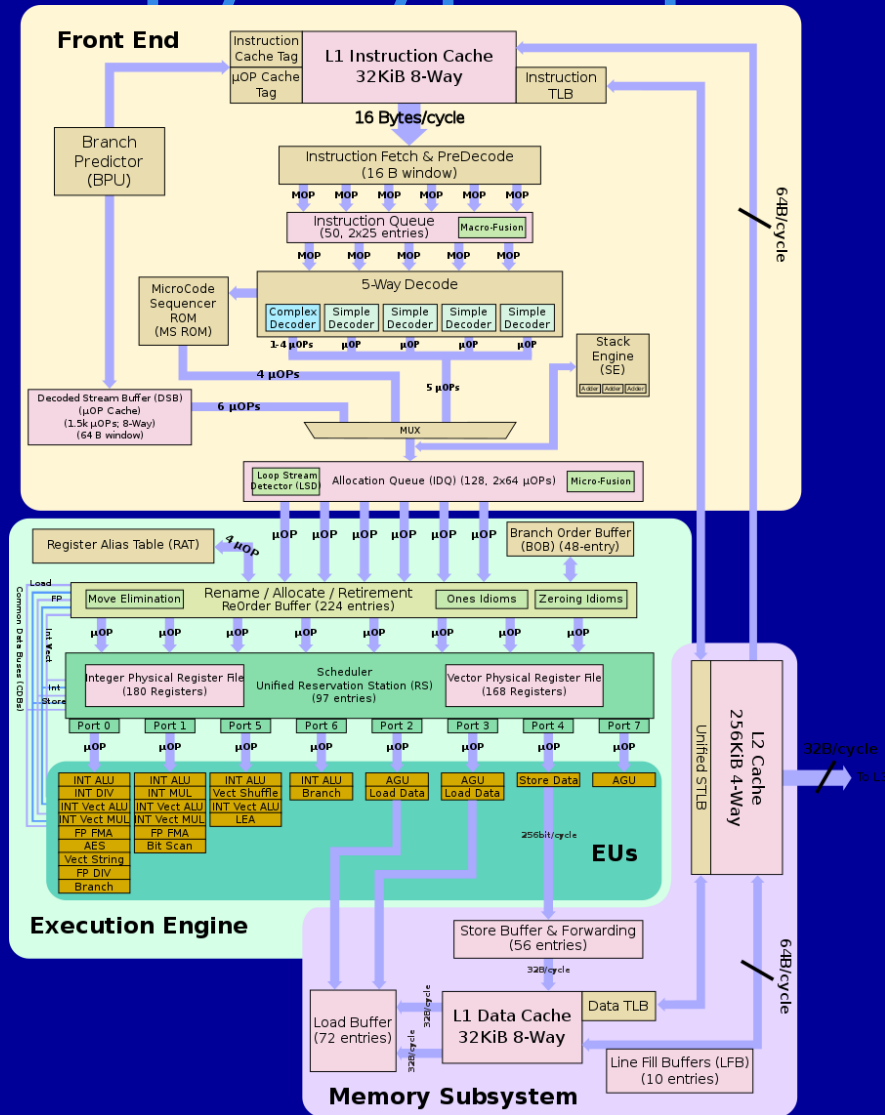 Front End
Instruction
Cache Tag
µOP Cache
Tag
L1 Instruction Cache
32KiB 8-Way
Instruction
TLB
16 Bytes/cycle
Branch
Predictor
(BPU)
Instruction Fetch & PreDecode
(16 B window)
MOP MOP MOP MOP MOP MOP
Instruction Queue
(50, 2x25 entries)
Macro-Fusion
64B/cycle
MOP MOP MOP MOP MOP
5-Way Decode
MicroCode
Sequencer
ROM
(MS ROM)
Complex
Decoder
Simple
Decoder
Simple
Decoder
Simple
Decoder
Simple
Decoder
1-4 µOPs µOP µOP µOP µOP
Stack
Engine
(SE)
Adder Adder Adder
4 µOPs
5 µOPs
Decoded Stream Buffer (DSB)
(µOP Cache)
(1.5k µOPs; 8-Way)
(64 B window)
6 µOPs
MUX
Loop Stream
Detector (LSD)
Allocation Queue (IDQ) (128, 2x64 µOPs)
Micro-Fusion
Register Alias Table (RAT)
4 µOP
µOP µOP µOP µOP µOP µOP
Branch Order Buffer
(BOB) (48-entry)
Rename / Allocate / Retirement
ReOrder Buffer (224 entries)
Move Elimination
Ones Idioms
Zeroing Idioms
Common Data Buses (CDBs)
Load
FP
Int Vect
Int
Store
µOP µOP µOP µOP µOP µOP µOP µOP
Integer Physical Register File
(180 Registers)
Scheduler
Unified Reservation Station (RS)
(97 entries)
Vector Physical Register File
(168 Registers)
Port 0 Port 1 Port 5 Port 6 Port 2 Port 3 Port 4 Port 7
µOP µOP µOP µOP µOP µOP µOP µOP
INT ALU
INT DIV
INT Vect ALU
INT Vect MUL
FP FMA
AES
Vect String
FP DIV
Branch
INT ALU
INT MUL
INT Vect ALU
INT Vect MUL
FP FMA
Bit Scan
INT ALU
Vect Shuffle
INT Vect ALU
LEA
INT ALU
Branch
AGU
Load Data
AGU
Load Data
Store Data
AGU
256bit/cycle
EUs
Execution Engine
Unified STLB
L2 Cache
256KiB 4-Way
32B/cycle
To L3
Store Buffer & Forwarding
(56 entries)
32B/cycle
64B/cycle
Load Buffer
(72 entries)
32B/cycle
32B/cycle
L1 Data Cache
32KiB 8-Way
Data TLB
Line Fill Buffers (LFB)
(10 entries)
Memory Subsystem